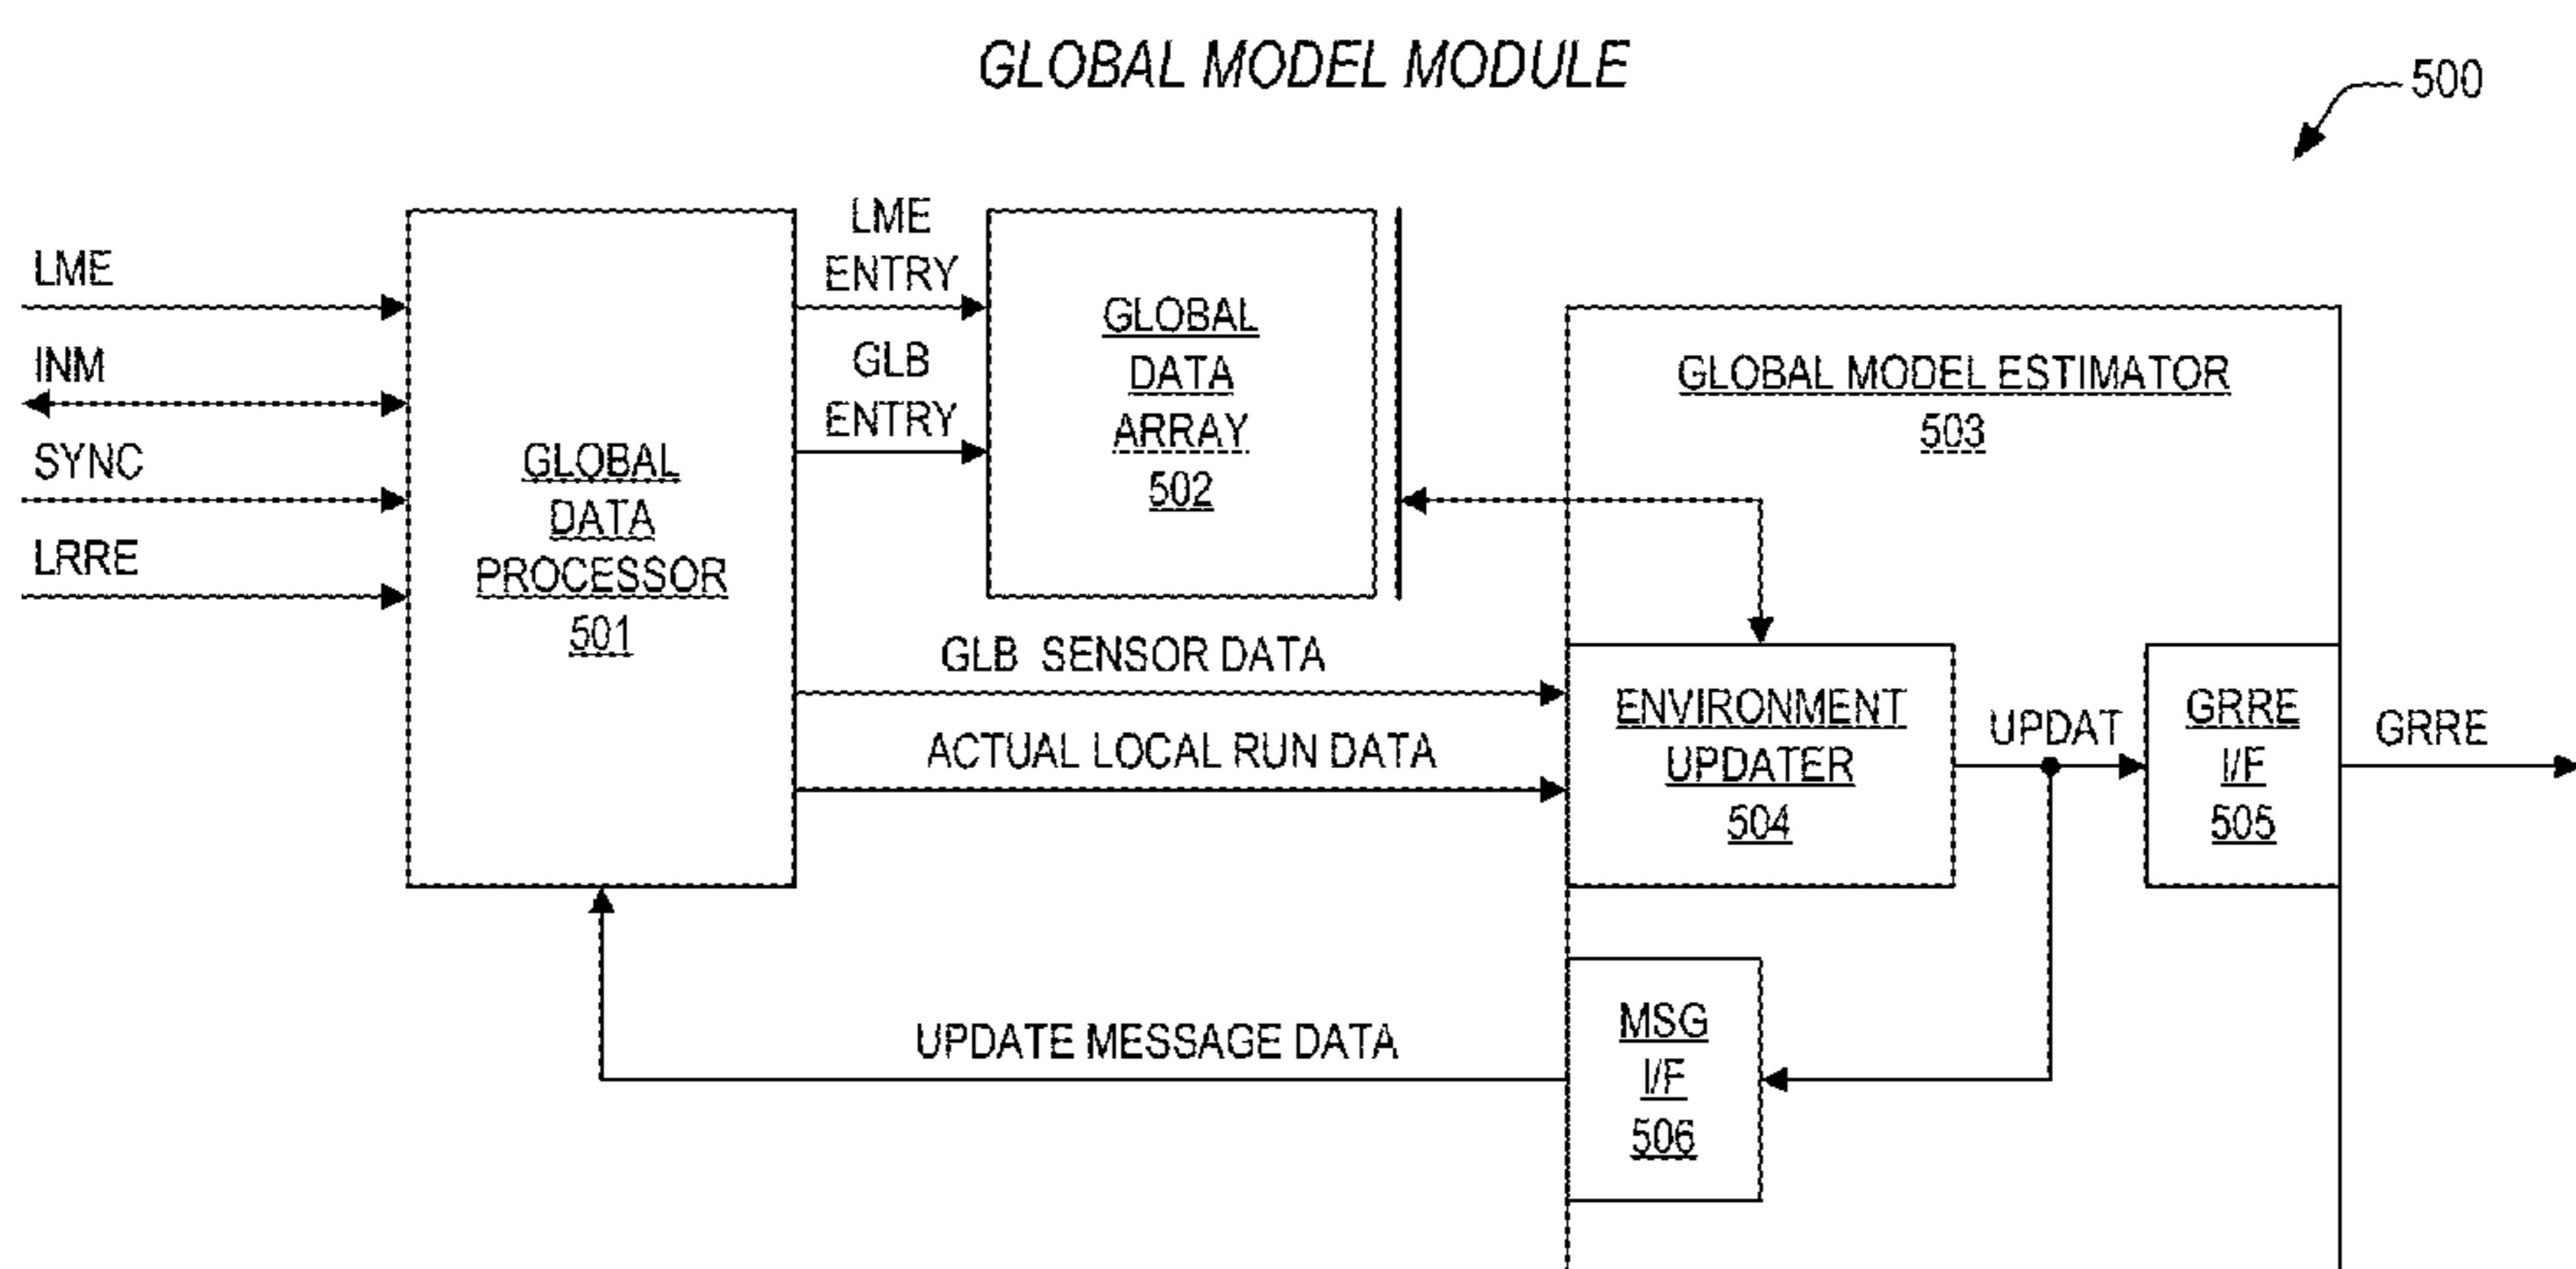 GLOBAL MODEL MODULE
500
LME
INM
SYNC
LRRE
GLOBAL
DATA
PROCESSOR
501
LME
ENTRY
GLB
ENTRY
GLOBAL
DATA
ARRAY
502
GLOBAL MODEL ESTIMATOR
503
GLB SENSOR DATA
ACTUAL LOCAL RUN DATA
ENVIRONMENT
UPDATER
504
UPDAT
GRRE
I/F
505
GRRE
UPDATE MESSAGE DATA
MSG
I/F
506